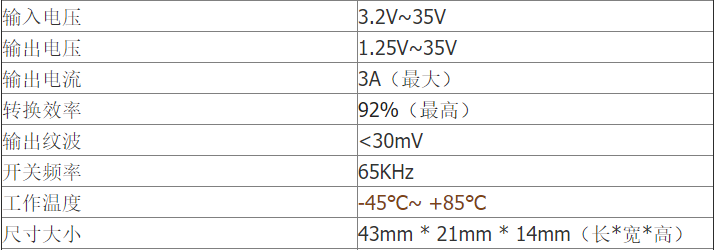 输入电压 3.2V~35V
输出电压 1.25V~35V
输出电流 3A（最大）
转换效率 92%（最高）
输出纹波 <30mV
开关频率 65KHz
工作温度 -45℃~ +85℃
尺寸大小 43mm * 21mm * 14mm（长*宽*高）